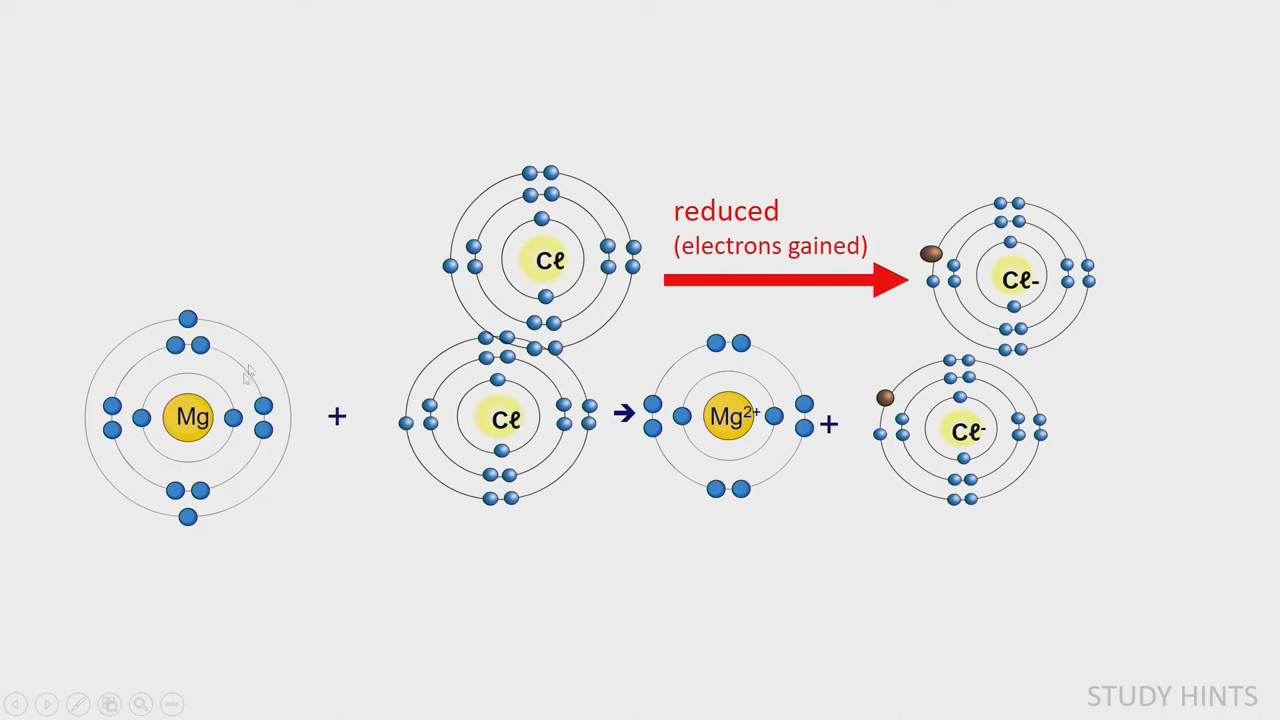 reduced
(electrons gained)
Cℓ
Cℓ-
Mg
+
Cℓ
➔
Mg²⁺
+
Cℓ⁻
STUDY HINTS